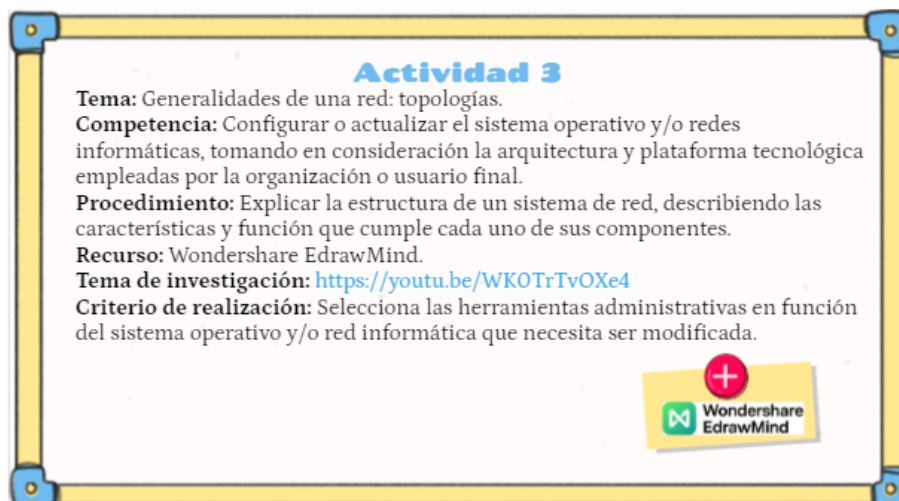 Actividad 3
Tema: Generalidades de una red: topologías.
Competencia: Configurar o actualizar el sistema operativo y/o redes
informáticas, tomando en consideración la arquitectura y plataforma tecnológica
empleadas por la organización o usuario final.
Procedimiento: Explicar la estructura de un sistema de red, describiendo las
características y función que cumple cada uno de sus componentes.
Recurso: Wondershare EdrawMind.
Tema de investigación: https://youtu.be/WK0TrTvOXe4
Criterio de realización: Selecciona las herramientas administrativas en función
del sistema operativo y/o red informática que necesita ser modificada.
Wondershare
EdrawMind